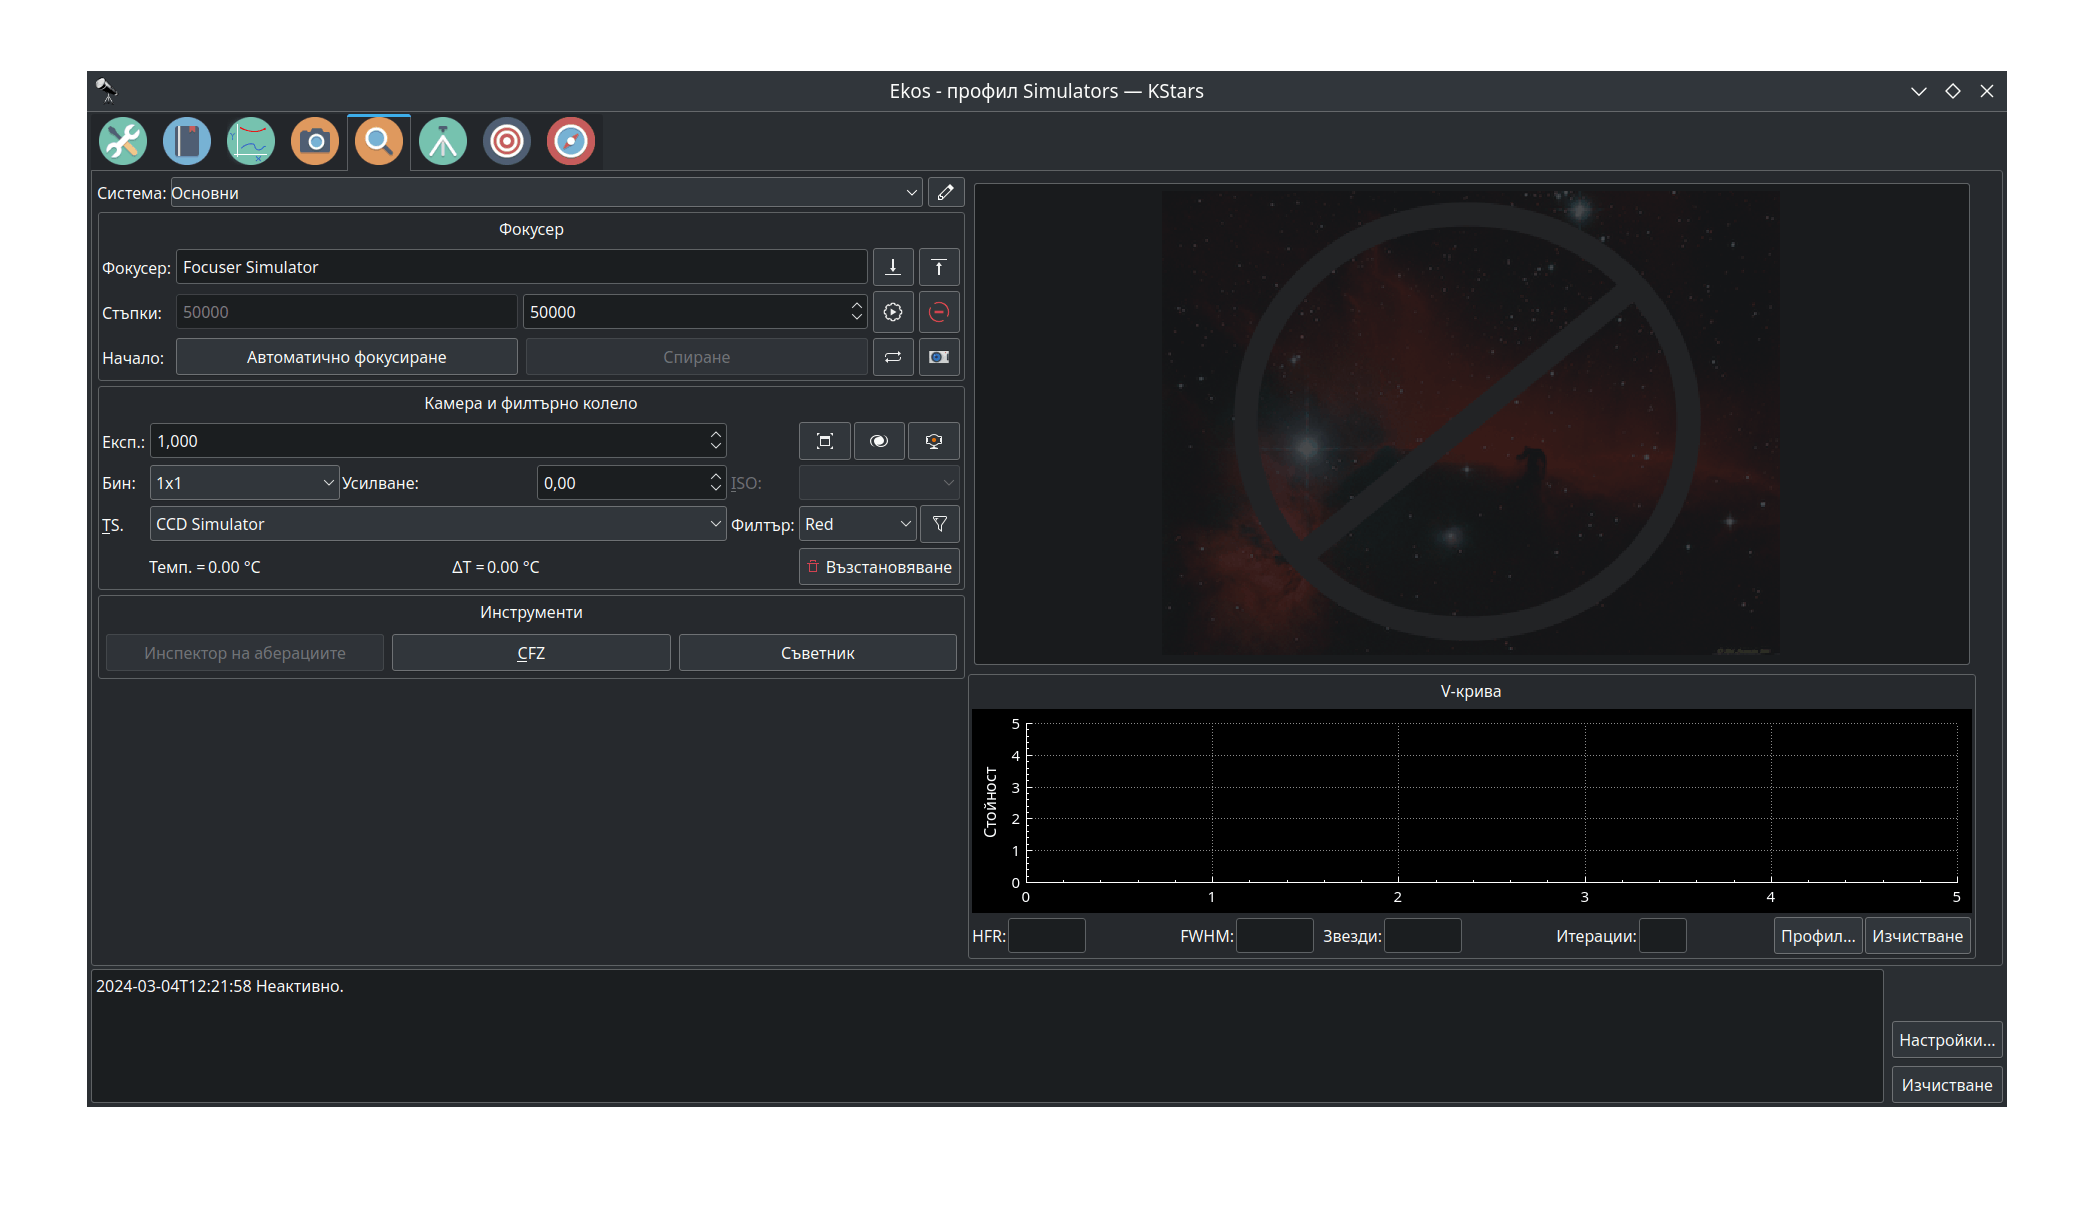 Ekos - профил Simulators — KStars
Система: Основни
Фокусер
Фокусер: Focuser Simulator
Стъпки: 50000 50000
Начало: Автоматично фокусиране Спиране
Камера и филтърно колело
Експ.: 1,000
Бин: 1x1 Усилване: 0,00 ISO:
TS. CCD Simulator Филтър: Red
Темп. = 0.00 °C ΔT = 0.00 °C Възстановяване
Инструменти
Инспектор на аберациите CFZ Съветник
V-крива
Стойност
5
4
3
2
1
0
0 1 2 3 4 5
HFR: FWHM: Звезди: Итерации: Профил... Изчистване
2024-03-04T12:21:58 Неактивно.
Настройки...
Изчистване